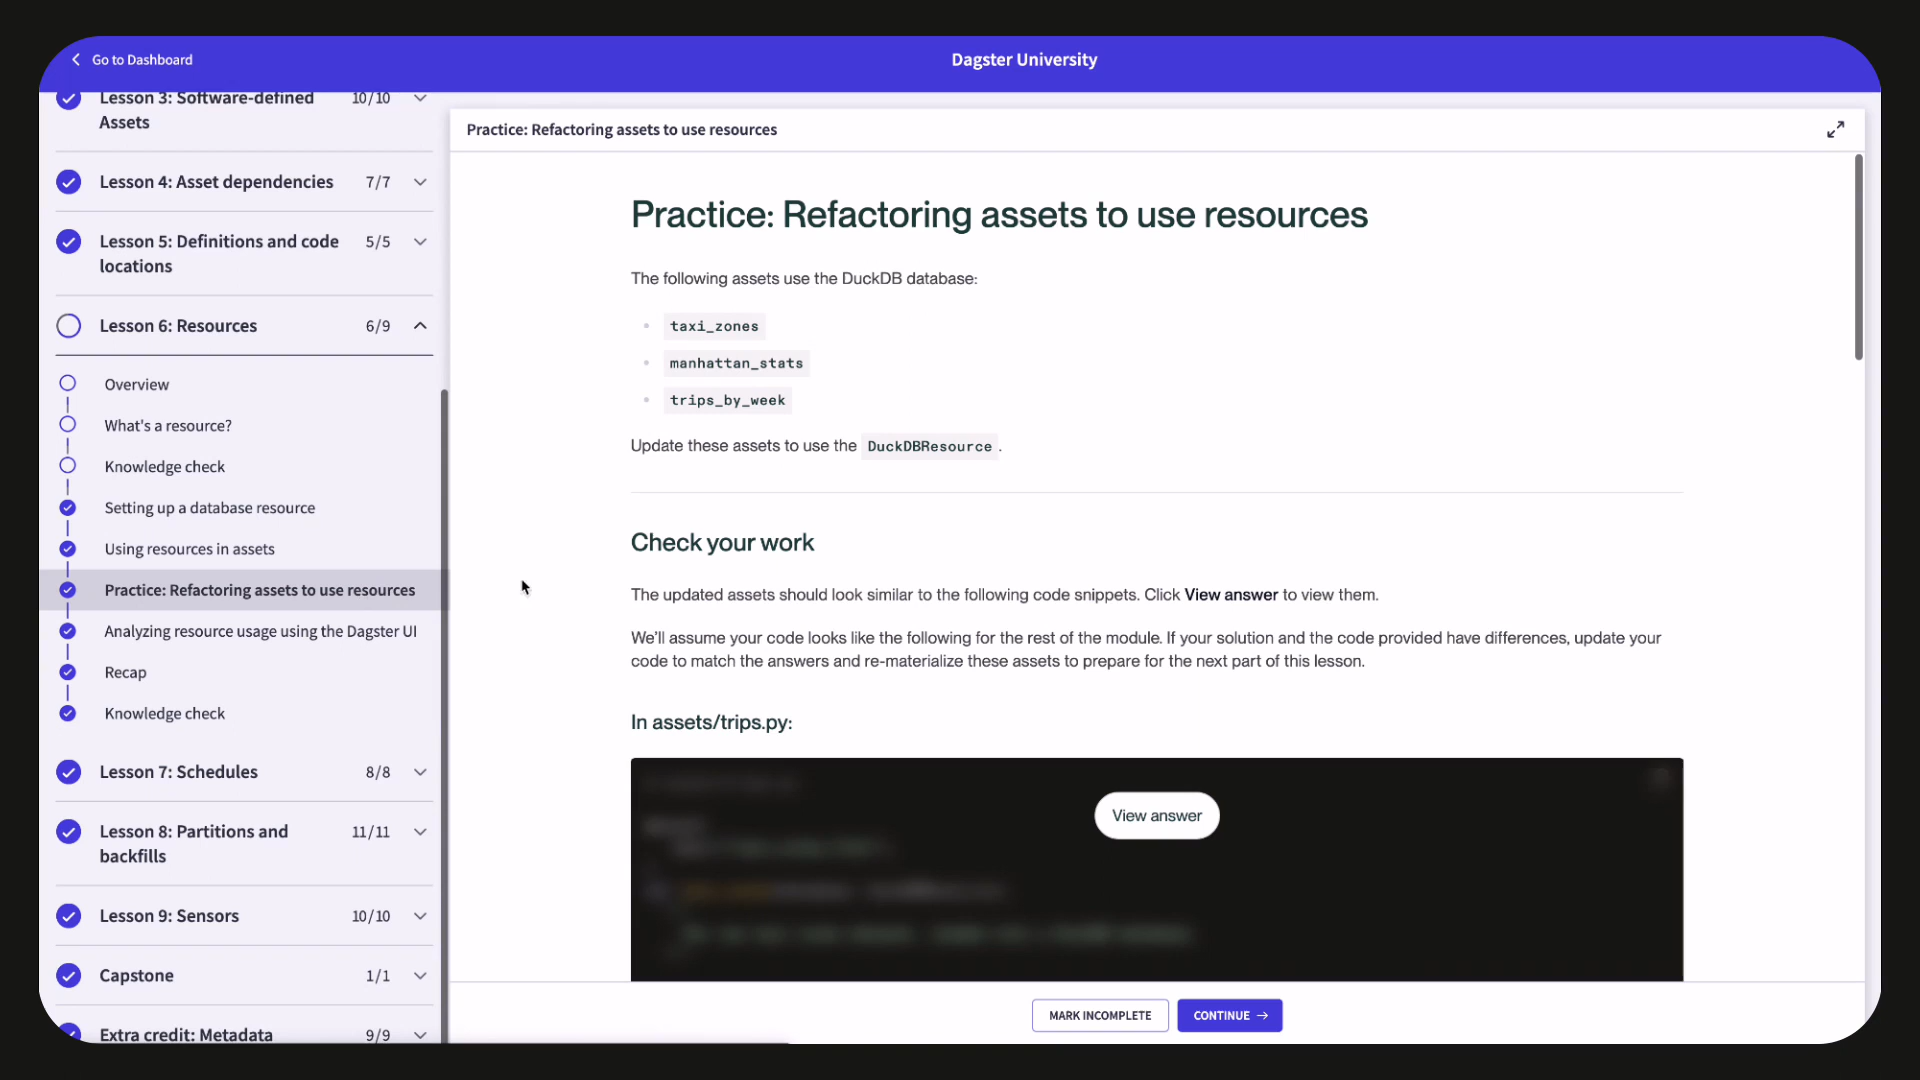 Go to Dashboard
Dagster University
Lesson 3: Software-defined
Assets
10/10
Lesson 4: Asset dependencies
7/7
Lesson 5: Definitions and code
locations
5/5
Lesson 6: Resources
6/9
Overview
What's a resource?
Knowledge check
Setting up a database resource
Using resources in assets
Practice: Refactoring assets to use resources
Analyzing resource usage using the Dagster UI
Recap
Knowledge check
Lesson 7: Schedules
8/8
Lesson 8: Partitions and
backfills
11/11
Lesson 9: Sensors
10/10
Capstone
1/1
Extra credit: Metadata
9/9
Practice: Refactoring assets to use resources
Practice: Refactoring assets to use resources
The following assets use the DuckDB database:
taxi_zones
manhattan_stats
trips_by_week
Update these assets to use the DuckDBResource.
Check your work
The updated assets should look similar to the following code snippets. Click View answer to view them.
We'll assume your code looks like the following for the rest of the module. If your solution and the code provided have differences, update your
code to match the answers and re-materialize these assets to prepare for the next part of this lesson.
In assets/trips.py:
View answer
MARK INCOMPLETE
CONTINUE →